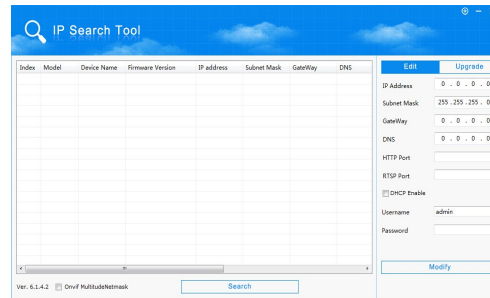 IP Search Tool
Index Model Device Name Firmware Version IP address Subnet Mask GateWay DNS
Edit Upgrade
IP Address 0 . 0 . 0 . 0
Subnet Mask 255 . 255 . 255 . 0
GateWay 0 . 0 . 0 . 0
DNS 0 . 0 . 0 . 0
HTTP Port
RTSP Port
DHCP Enable
Username admin
Password
Modify
Ver. 6.1.4.2 Onvif MultitudeNetmask Search